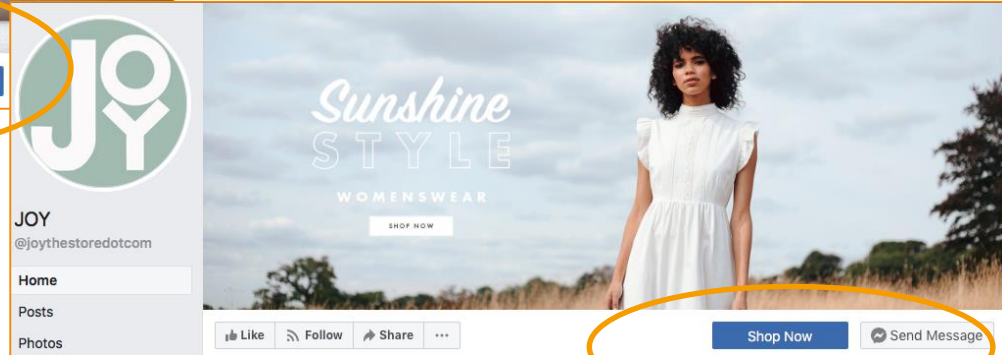 JOY
JOY
@joythestoredotcom
Home
Posts
Photos
Sunshine
STYLE
WOMENSWEAR
SHOP NOW
Like Follow Share ...
Shop Now Send Message